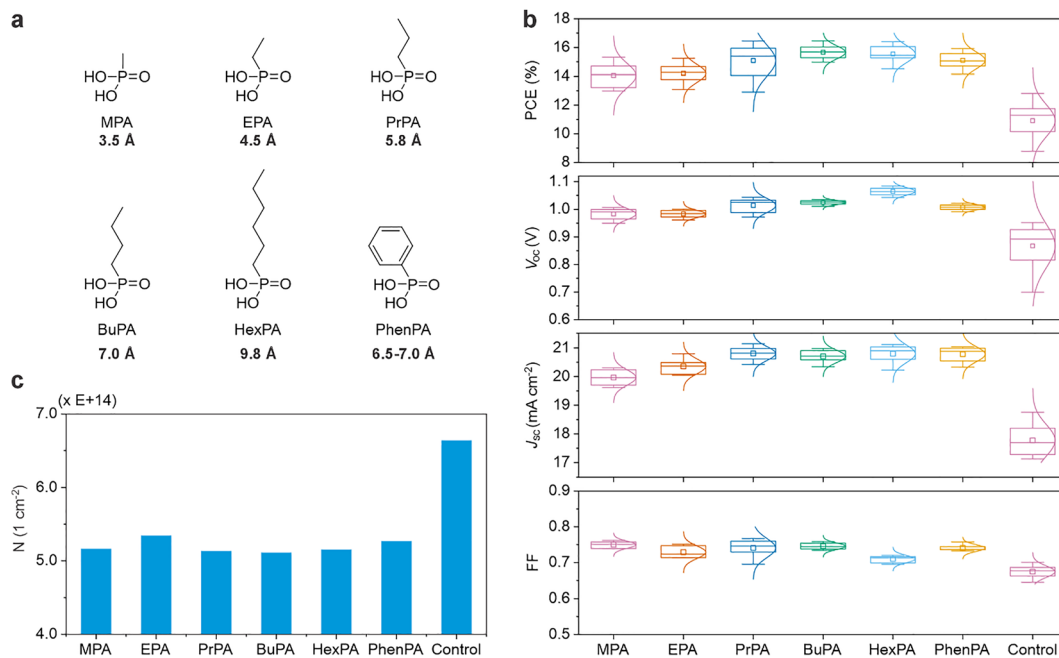 a
HO P O
HO
MPA
3.5 Å
HO P O
HO
EPA
4.5 Å
HO P O
HO
PrPA
5.8 Å
HO P O
HO
BuPA
7.0 Å
HO P O
HO
HexPA
9.8 Å
HO P O
HO
PhenPA
6.5-7.0 Å
b
PCE (%)
18
16
14
12
10
8
Voc (V)
1.1
1.0
0.9
0.8
0.7
0.6
Jsc (mA cm⁻²)
21
20
19
18
17
FF
0.9
0.8
0.7
0.6
0.5
MPA EPA PrPA BuPA HexPA PhenPA Control
c
(x E+14)
N (1 cm⁻²)
7.0
6.0
5.0
4.0
MPA EPA PrPA BuPA HexPA PhenPA Control